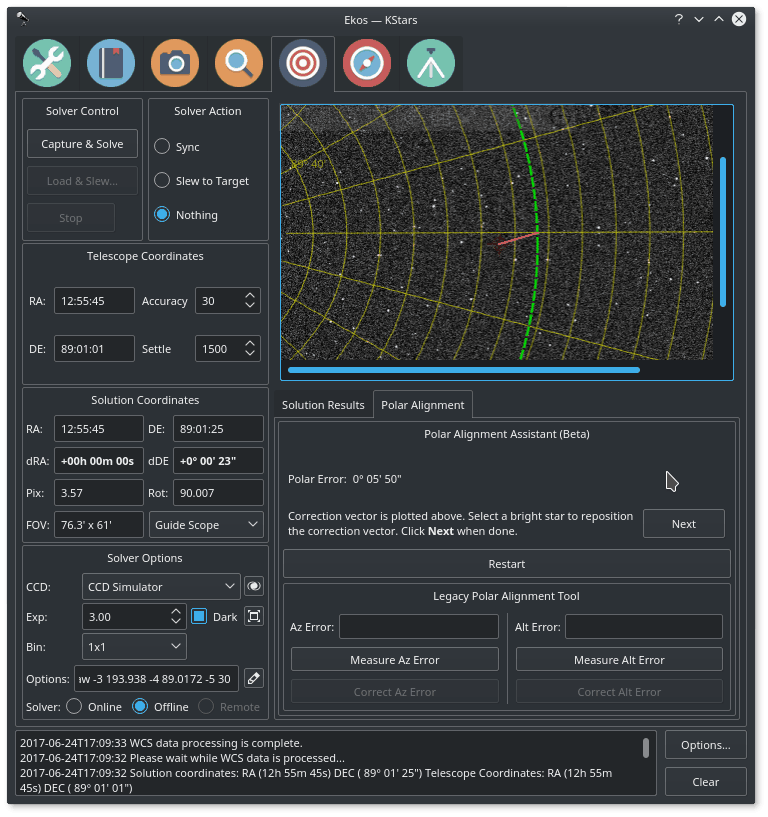 Ekos — KStars
?
Solver Control
Capture & Solve
Load & Slew...
Stop
Solver Action
Sync
Slew to Target
Nothing
Telescope Coordinates
RA: 12:55:45 Accuracy 30
DE: 89:01:01 Settle 1500
Solution Coordinates
RA: 12:55:45 DE: 89:01:25
dRA: +00h 00m 00s dDE +0° 00' 23"
Pix: 3.57 Rot: 90.007
FOV: 76.3' x 61' Guide Scope
Solver Options
CCD: CCD Simulator
Exp: 3.00 Dark
Bin: 1x1
Options: w -3 193.938 -4 89.0172 -5 30
Solver: Online Offline Remote
89° 40'
Solution Results Polar Alignment
Polar Alignment Assistant (Beta)
Polar Error: 0° 05' 50"
Correction vector is plotted above. Select a bright star to reposition
the correction vector. Click Next when done.
Next
Restart
Legacy Polar Alignment Tool
Az Error: Alt Error:
Measure Az Error Measure Alt Error
Correct Az Error Correct Alt Error
2017-06-24T17:09:33 WCS data processing is complete.
2017-06-24T17:09:32 Please wait while WCS data is processed...
2017-06-24T17:09:32 Solution coordinates: RA (12h 55m 45s) DEC ( 89° 01' 25") Telescope Coordinates: RA (12h 55m
45s) DEC ( 89° 01' 01")
Options...
Clear